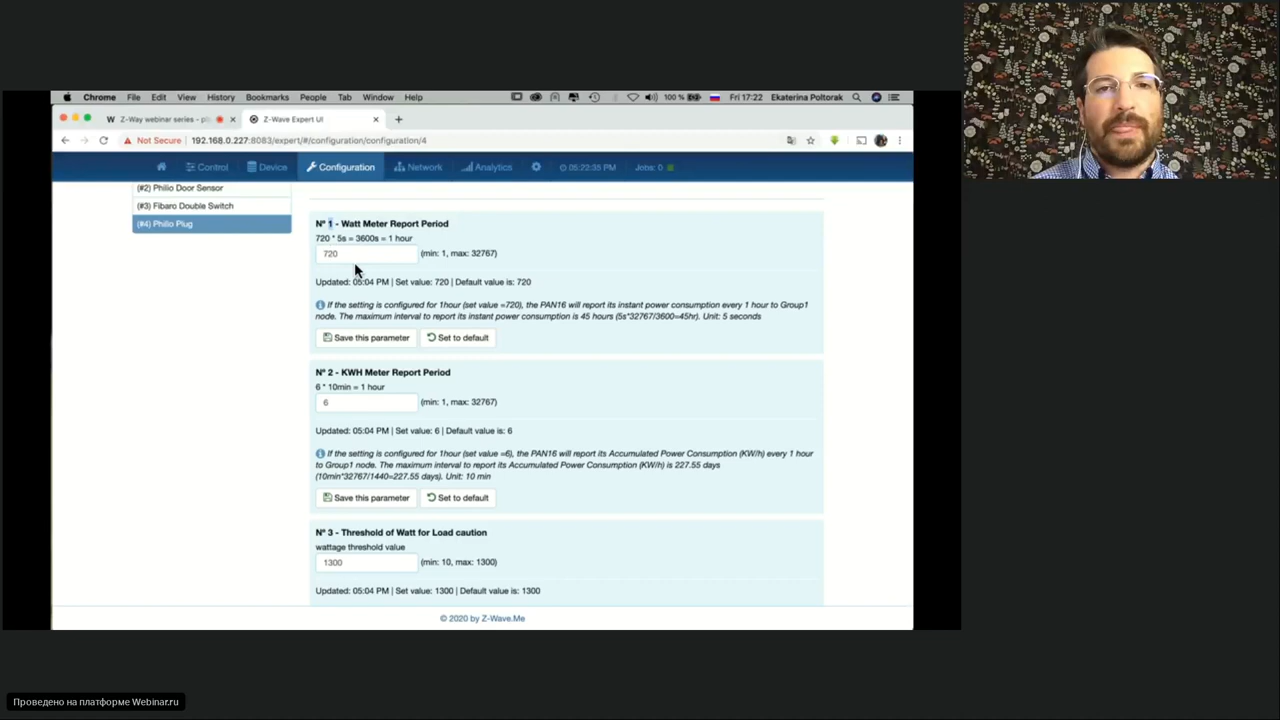 Chrome File Edit View History Bookmarks People Tab Window Help 100 % Fri 17:22 Ekaterina Poltorak
Z-Way webinar series - pl
Z-Wave Expert UI
Not Secure 192.168.0.227:8083/expert/#/configuration/configuration/4
Control Device Configuration Network Analytics 05:22:35 PM Jobs: 0
(#2) Philio Door Sensor
(#3) Fibaro Double Switch
(#4) Philio Plug
N° 1 - Watt Meter Report Period
720 * 5s = 3600s = 1 hour
720 (min: 1, max: 32767)
Updated: 05:04 PM | Set value: 720 | Default value is: 720
If the setting is configured for 1hour (set value =720), the PAN16 will report its instant power consumption every 1 hour to Group1
node. The maximum interval to report its instant power consumption is 45 hours (5s*32767/3600=45hr). Unit: 5 seconds
Save this parameter Set to default
N° 2 - KWH Meter Report Period
6 * 10min = 1 hour
6 (min: 1, max: 32767)
Updated: 05:04 PM | Set value: 6 | Default value is: 6
If the setting is configured for 1hour (set value =6), the PAN16 will report its Accumulated Power Consumption (KW/h) every 1 hour
to Group1 node. The maximum interval to report its Accumulated Power Consumption (KW/h) is 227.55 days
(10min*32767/1440=227.55 days). Unit: 10 min
Save this parameter Set to default
N° 3 - Threshold of Watt for Load caution
wattage threshold value
1300 (min: 10, max: 1300)
Updated: 05:04 PM | Set value: 1300 | Default value is: 1300
© 2020 by Z-Wave.Me
Проведено на платформе Webinar.ru